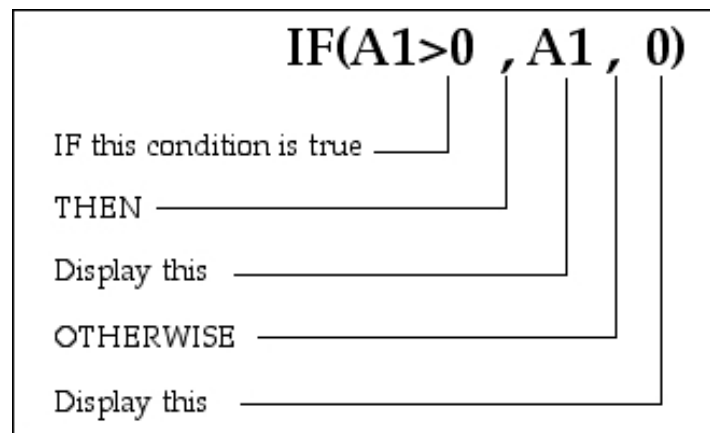 IF(A1>0 , A1 , 0)
IF this condition is true
THEN
Display this
OTHERWISE
Display this